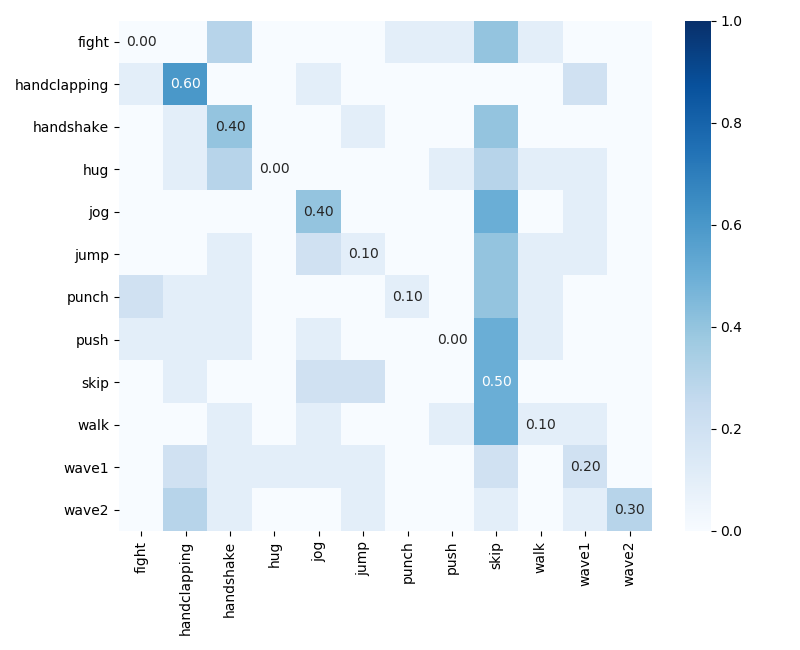 fight 0.00
handclapping 0.60
handshake 0.40
hug 0.00
jog 0.40
jump 0.10
punch 0.10
push 0.00
skip 0.50
walk 0.10
wave1 0.20
wave2 0.30
fight handclapping handshake hug jog jump punch push skip walk wave1 wave2
1.0
0.8
0.6
0.4
0.2
0.0